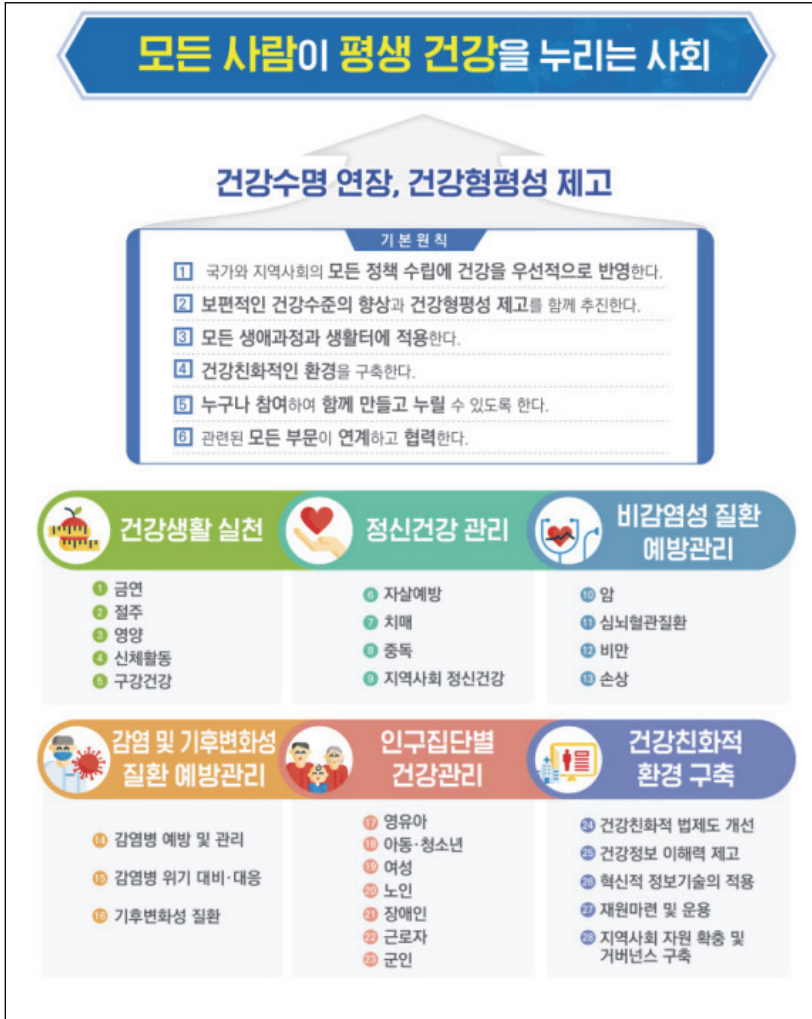 모든 사람이 평생 건강을 누리는 사회
건강수명 연장, 건강형평성 제고
기본원칙
1 국가와 지역사회의 모든 정책 수립에 건강을 우선적으로 반영한다.
2 보편적인 건강수준의 향상과 건강형평성 제고를 함께 추진한다.
3 모든 생애과정과 생활터에 적용한다.
4 건강친화적인 환경을 구축한다.
5 누구나 참여하여 함께 만들고 누릴 수 있도록 한다.
6 관련된 모든 부문이 연계하고 협력한다.
건강생활 실천
1 금연
2 절주
3 영양
4 신체활동
5 구강건강
정신건강 관리
6 자살예방
7 치매
8 중독
9 지역사회 정신건강
비감염성 질환
예방관리
10 암
11 심뇌혈관질환
12 비만
13 손상
감염 및 기후변화성
질환 예방관리
14 감염병 예방 및 관리
15 감염병 위기 대비·대응
16 기후변화성 질환
인구집단별
건강관리
17 영유아
18 아동·청소년
19 여성
20 노인
21 장애인
22 근로자
23 군인
건강친화적
환경 구축
24 건강친화적 법제도 개선
25 건강정보 이해력 제고
26 혁신적 정보기술의 적용
27 재원마련 및 운용
28 지역사회 자원 확충 및
거버넌스 구축